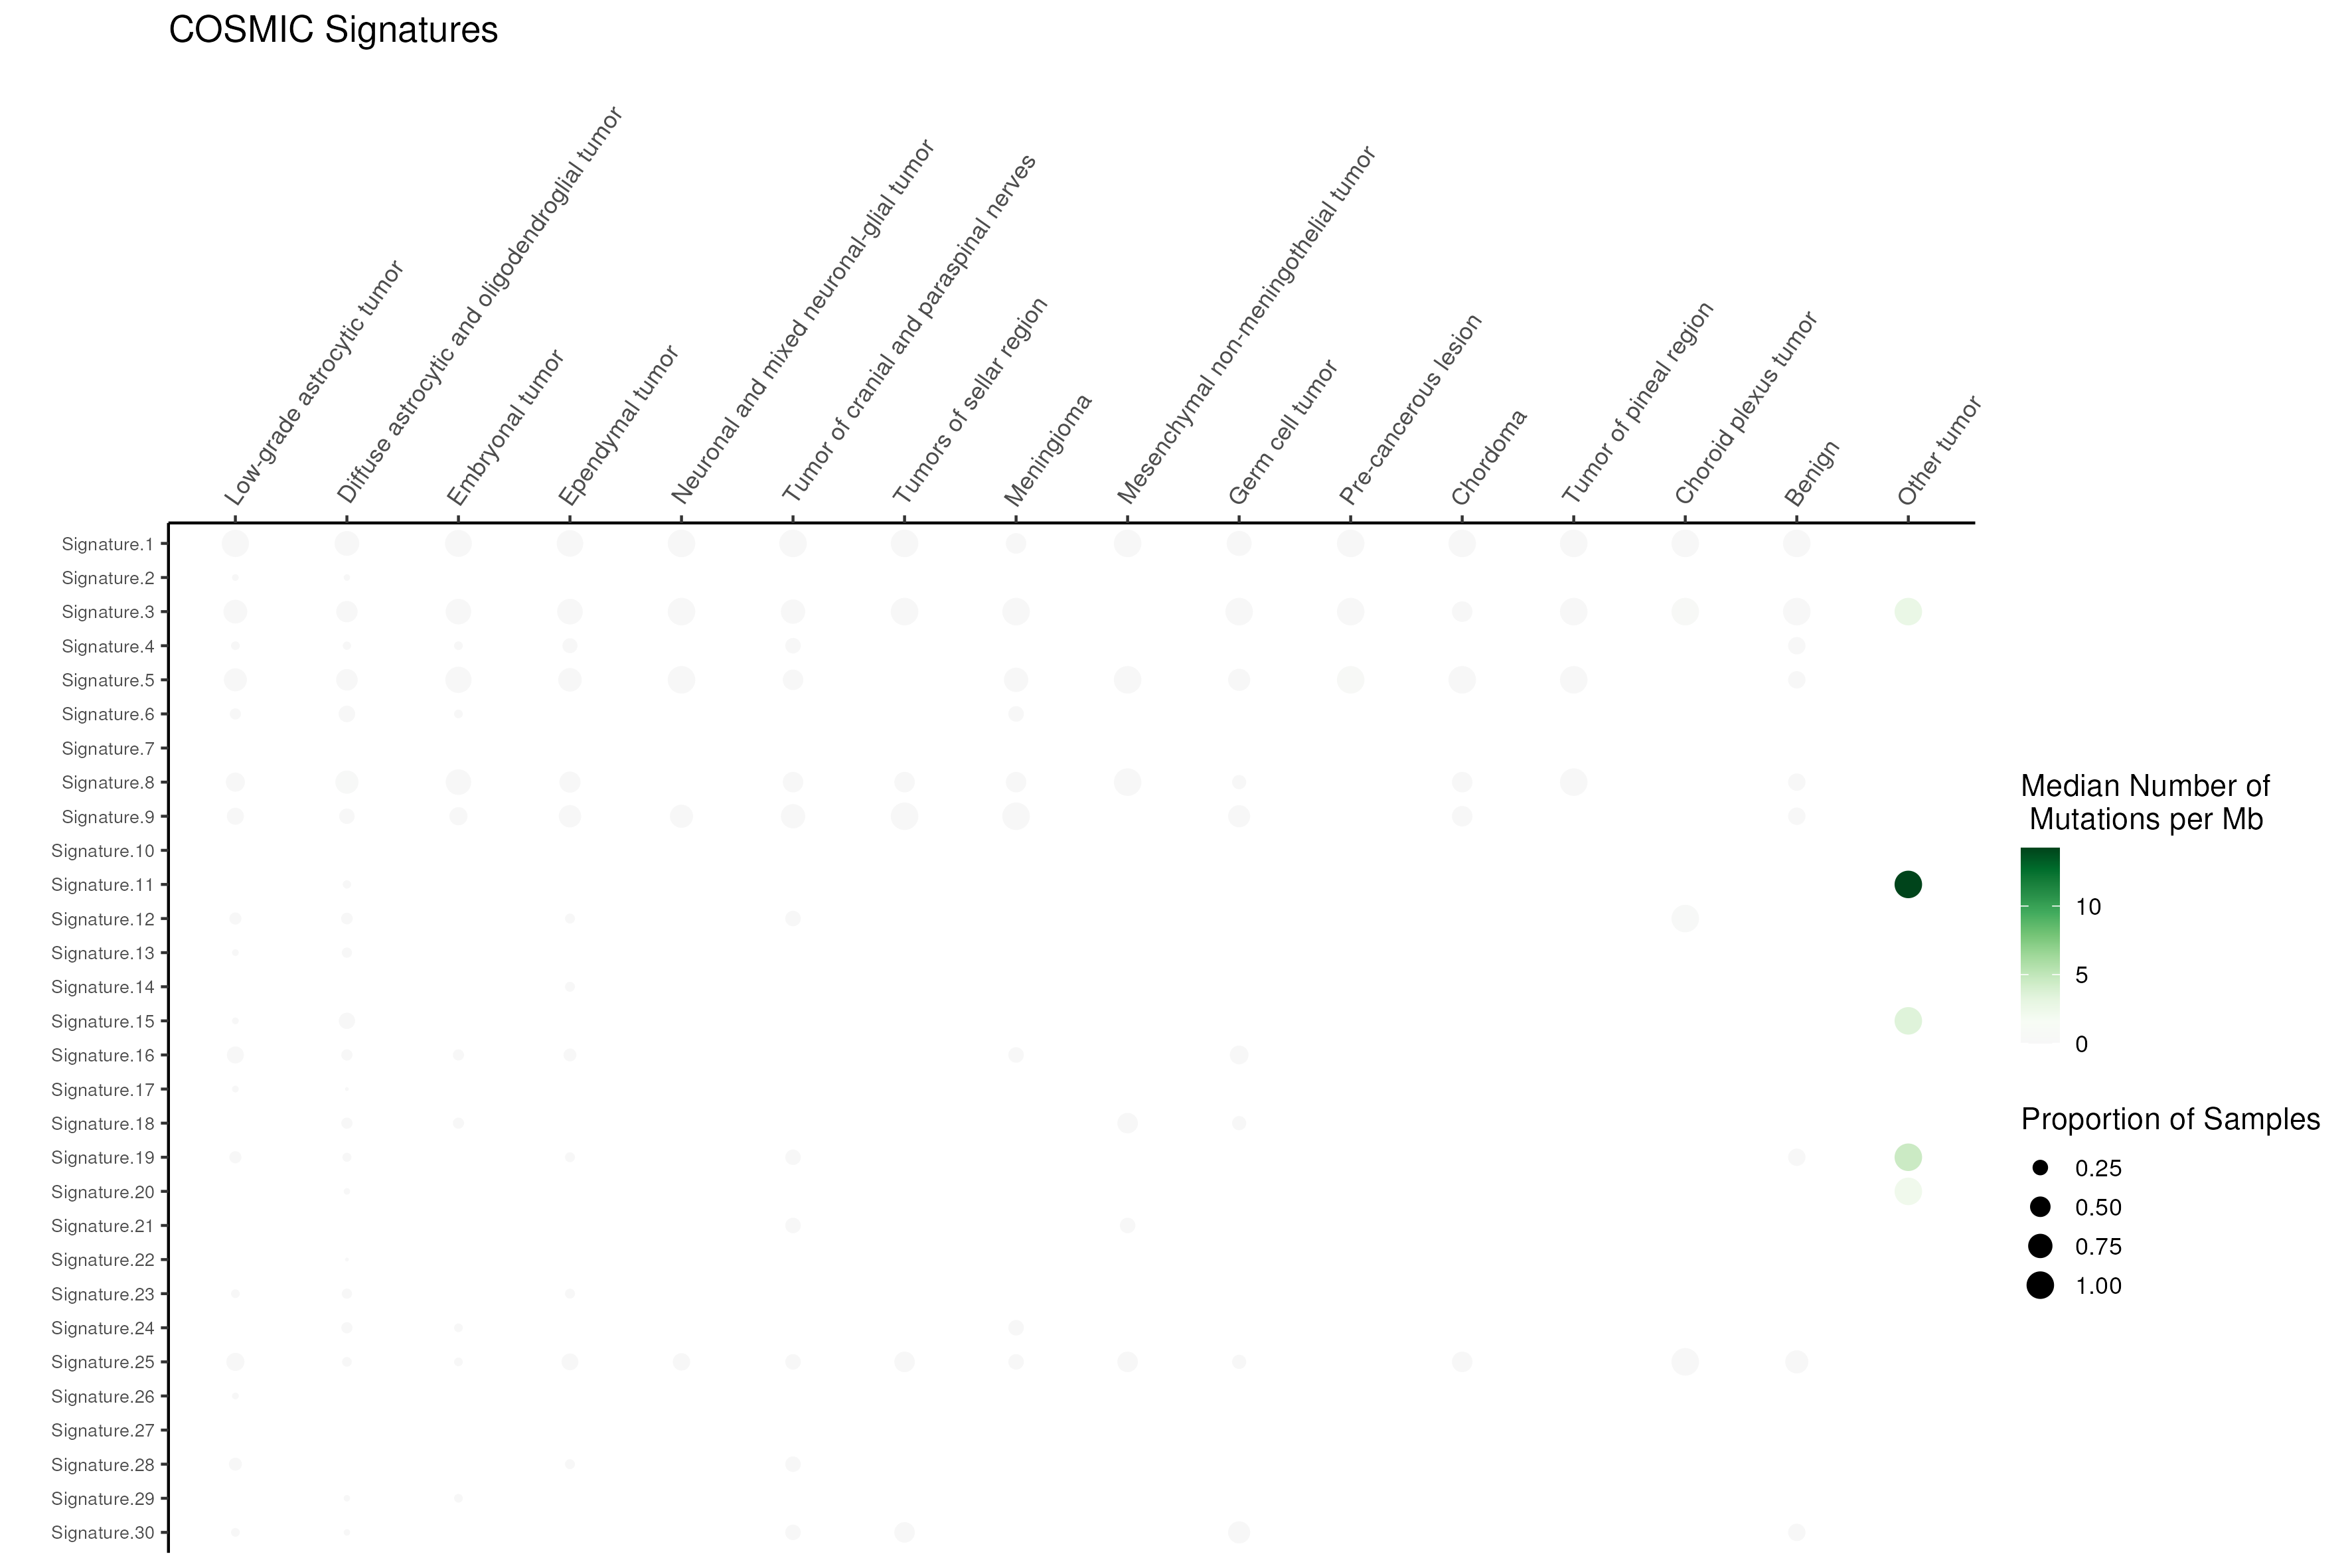 COSMIC Signatures
Low-grade astrocytic tumor
Diffuse astrocytic and oligodendroglial tumor
Embryonal tumor
Ependymal tumor
Neuronal and mixed neuronal-glial tumor
Tumor of cranial and paraspinal nerves
Tumors of sellar region
Meningioma
Mesenchymal non-meningothelial tumor
Germ cell tumor
Pre-cancerous lesion
Chordoma
Tumor of pineal region
Choroid plexus tumor
Benign
Other tumor
Signature.1
Signature.2
Signature.3
Signature.4
Signature.5
Signature.6
Signature.7
Signature.8
Signature.9
Signature.10
Signature.11
Signature.12
Signature.13
Signature.14
Signature.15
Signature.16
Signature.17
Signature.18
Signature.19
Signature.20
Signature.21
Signature.22
Signature.23
Signature.24
Signature.25
Signature.26
Signature.27
Signature.28
Signature.29
Signature.30
Median Number of
Mutations per Mb
10
5
0
Proportion of Samples
0.25
0.50
0.75
1.00